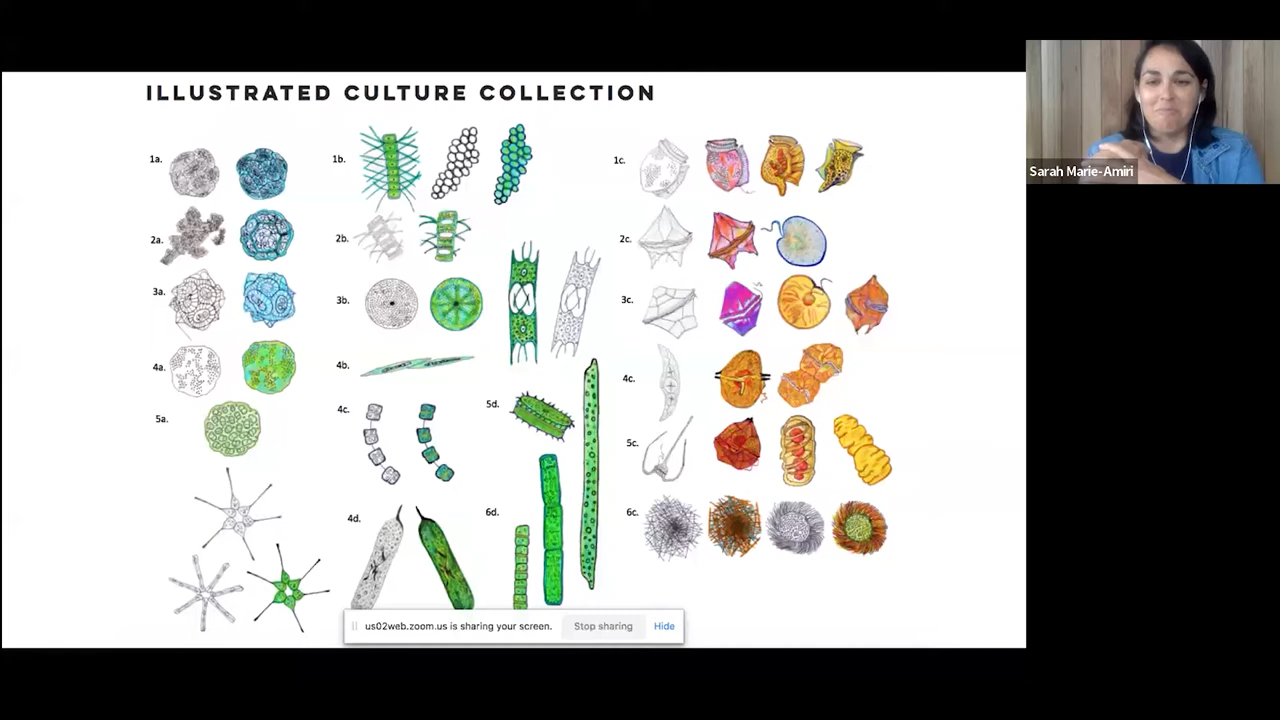 ILLUSTRATED CULTURE COLLECTION
1a.
1b.
1c.
2a.
2b.
2c.
3a.
3b.
3c.
4a.
4b.
4c.
5a.
4c.
5d.
5c.
4d.
6d.
6c.
us02web.zoom.us is sharing your screen.
Stop sharing
Hide
Sarah Marie-Amiri